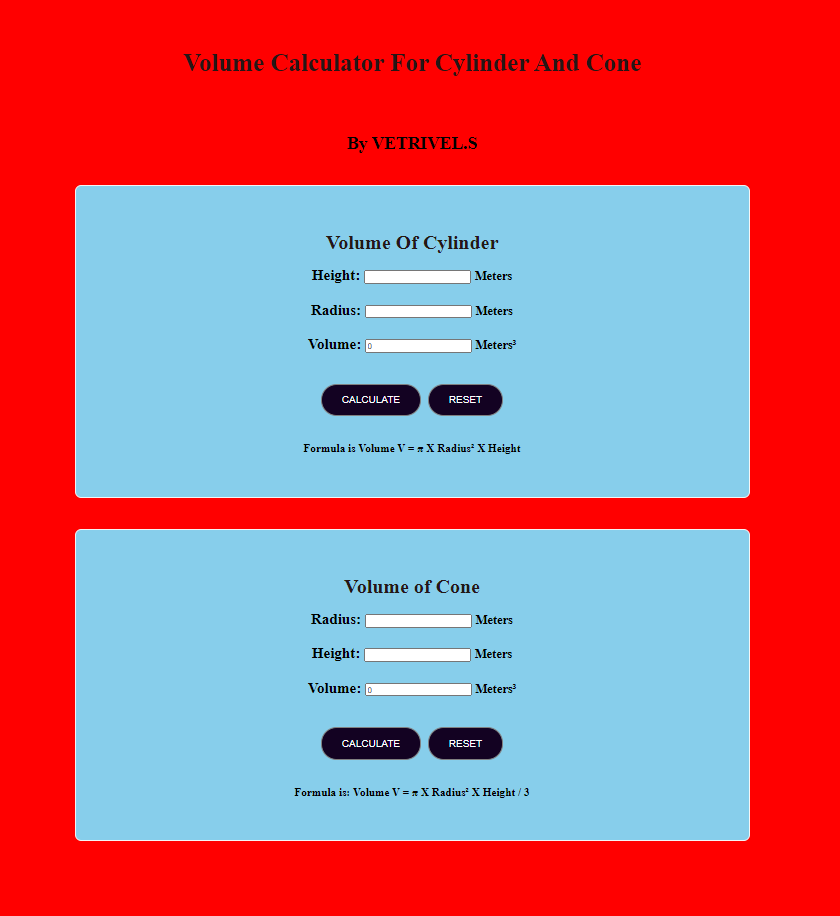 Volume Calculator For Cylinder And Cone
By VETRIVEL.S
Volume Of Cylinder
Height: Meters
Radius: Meters
Volume: 0 Meters³
CALCULATE RESET
Formula is Volume V = π X Radius² X Height
Volume of Cone
Radius: Meters
Height: Meters
Volume: 0 Meters³
CALCULATE RESET
Formula is: Volume V = π X Radius² X Height / 3